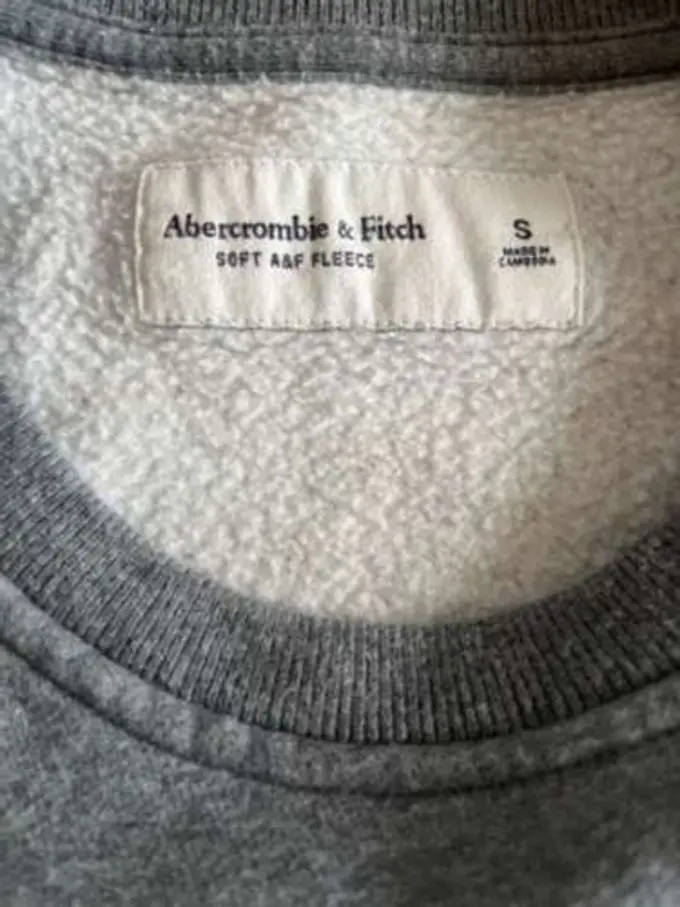 Abercrombie & Fitch
SOFT A&F FLEECE
S
MADE IN
CAMBODIA